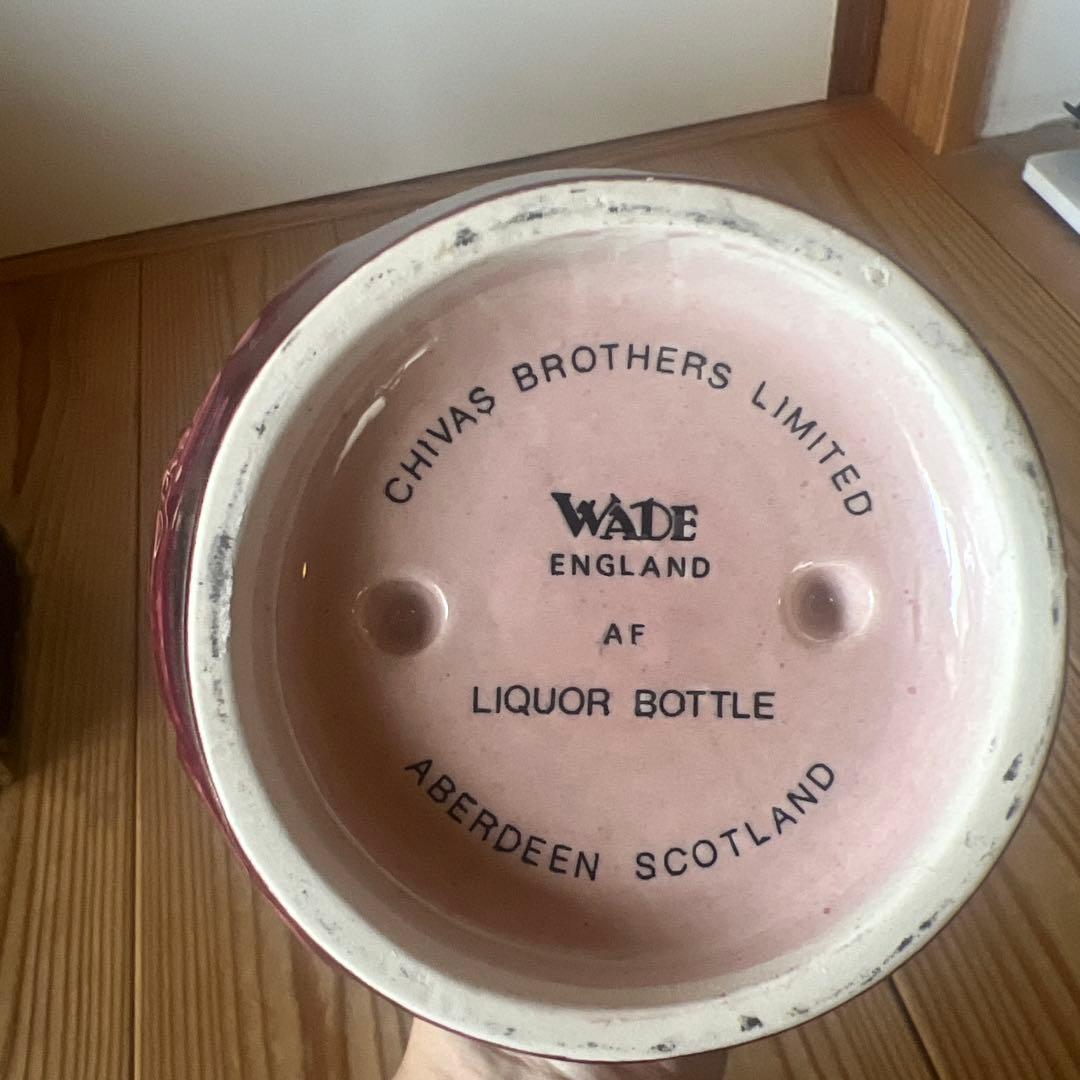 CHIVAS BROTHERS LIMITED
WADE
ENGLAND
AF
LIQUOR BOTTLE
ABERDEEN SCOTLAND